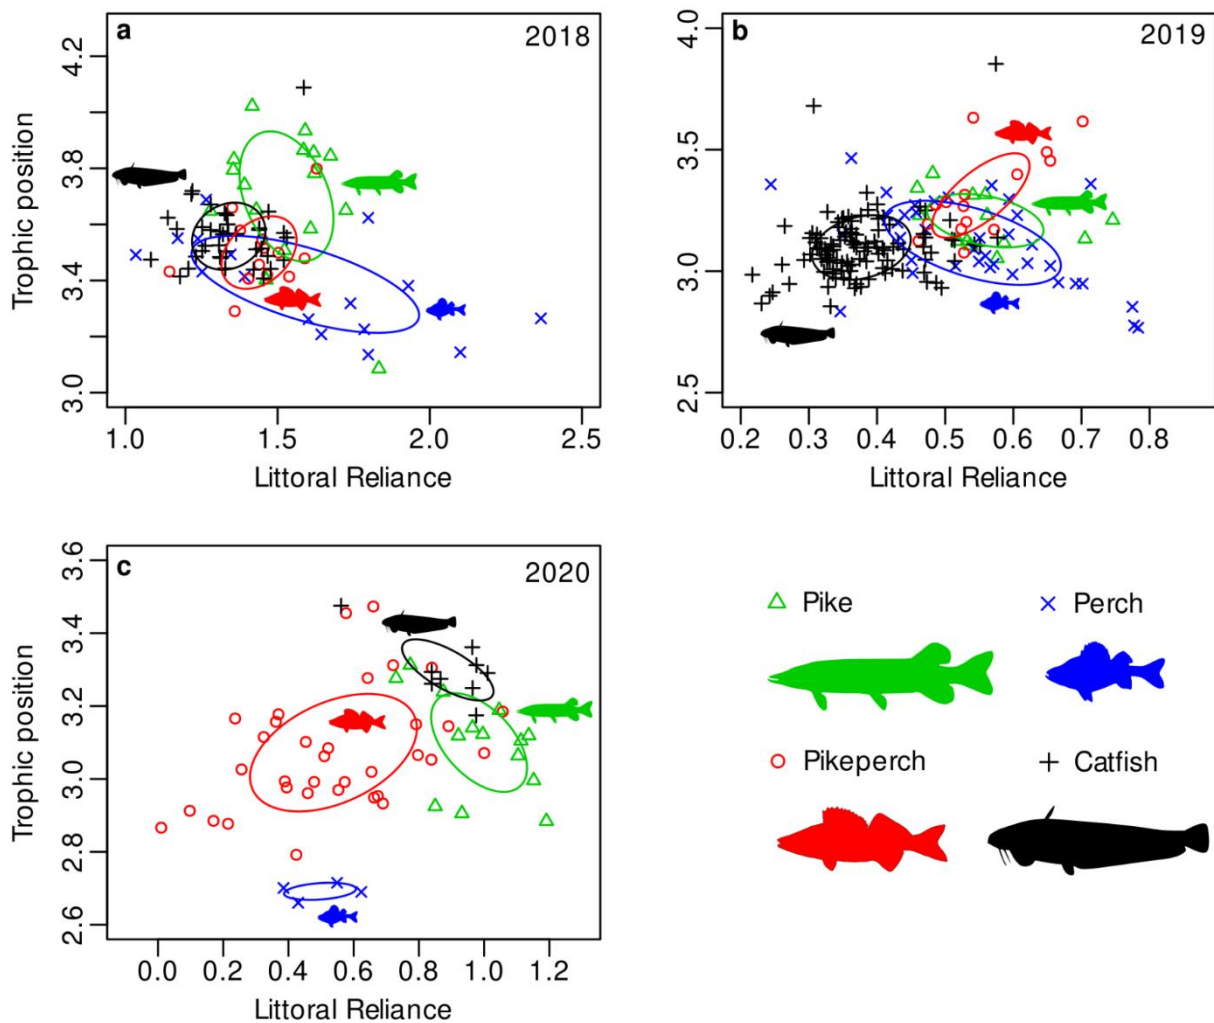 a
2018
Trophic position
4.2
3.8
3.4
3.0
1.0 1.5 2.0 2.5
Littoral Reliance
b
2019
4.0
3.5
3.0
2.5
0.2 0.3 0.4 0.5 0.6 0.7 0.8
Littoral Reliance
c
2020
Trophic position
3.6
3.4
3.2
3.0
2.8
2.6
0.0 0.2 0.4 0.6 0.8 1.0 1.2
Littoral Reliance
Pike
Perch
Pikeperch
Catfish